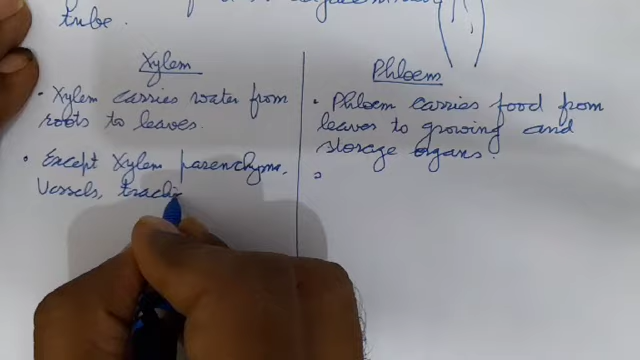 tube.
Xylem
• Xylem carries water from
roots to leaves.
• Except Xylem parenchyma,
Vessels, trachi
Phloem
• Phloem carries food from
leaves to growing and
storage organs.